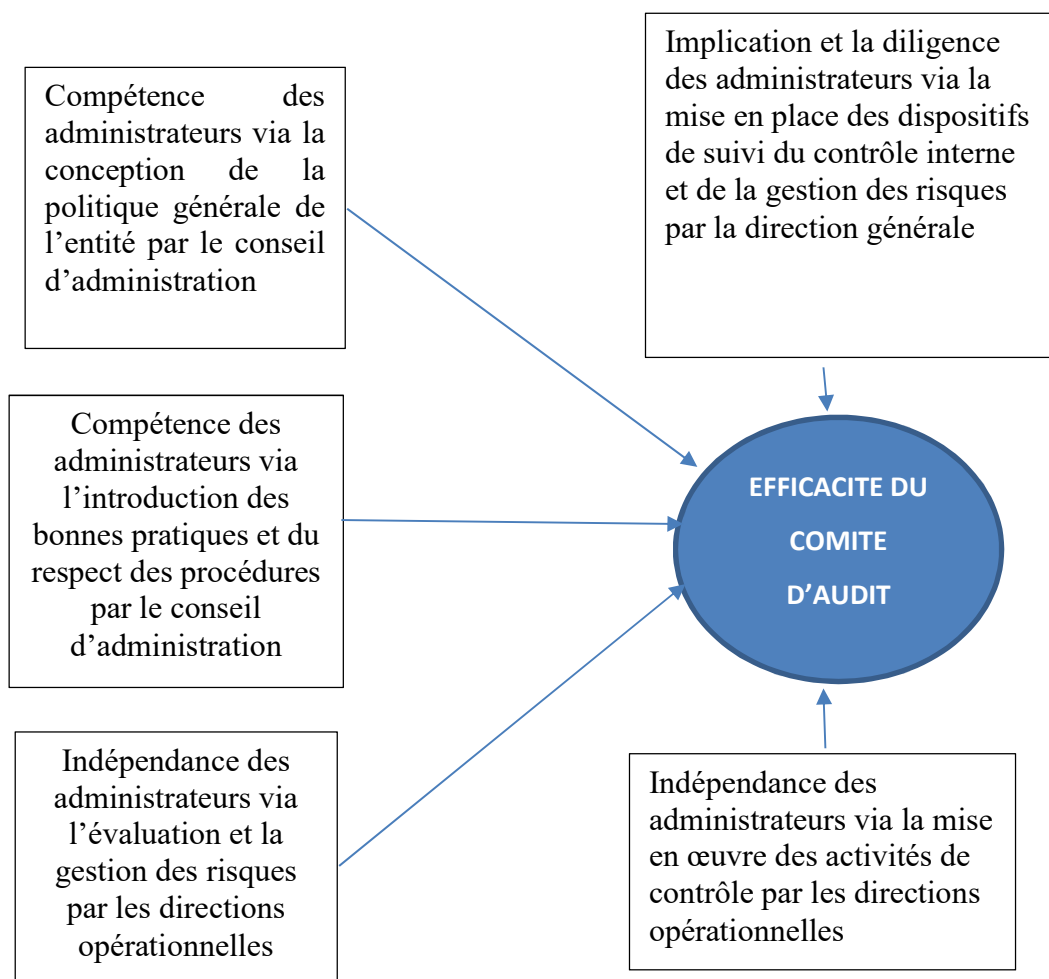 Compétence des
administrateurs via la
conception de la
politique générale de
l’entité par le conseil
d’administration
Implication et la diligence
des administrateurs via la
mise en place des dispositifs
de suivi du contrôle interne
et de la gestion des risques
par la direction générale
Compétence des
administrateurs via
l’introduction des
bonnes pratiques et du
respect des procédures
par le conseil
d’administration
EFFICACITE DU
COMITE
D’AUDIT
Indépendance des
administrateurs via
l’évaluation et la
gestion des risques
par les directions
opérationnelles
Indépendance des
administrateurs via la mise
en œuvre des activités de
contrôle par les directions
opérationnelles